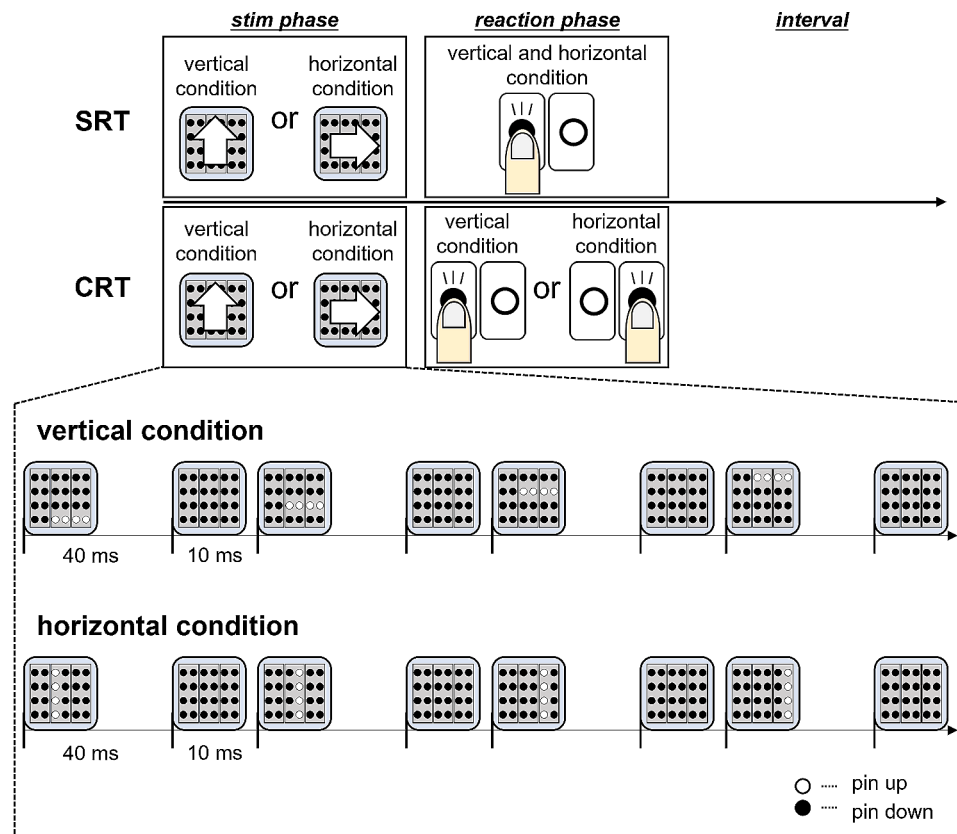 stim phase
reaction phase
interval
SRT
vertical
condition
or
horizontal
condition
vertical and horizontal
condition
CRT
vertical
condition
or
horizontal
condition
vertical
condition
or
horizontal
condition
vertical condition
40 ms
10 ms
horizontal condition
40 ms
10 ms
pin up
pin down